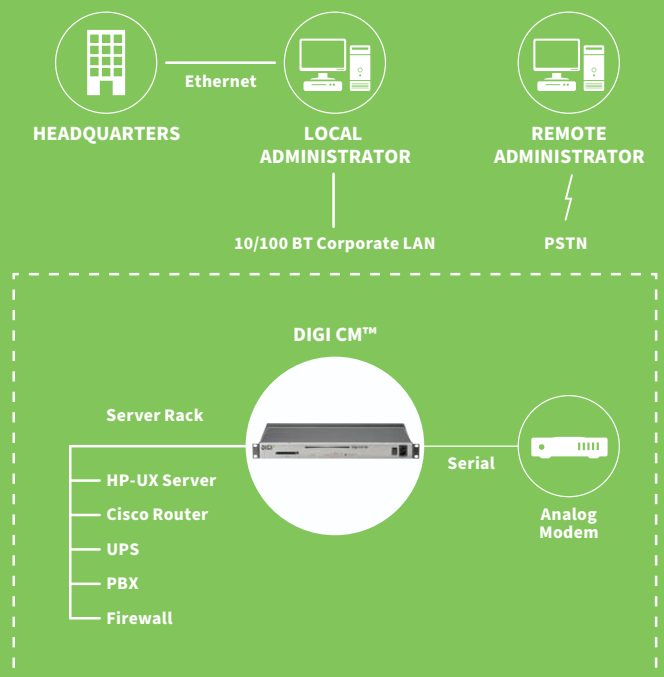 Ethernet
HEADQUARTERS
LOCAL
ADMINISTRATOR
REMOTE
ADMINISTRATOR
10/100 BT Corporate LAN
PSTN
DIGI CM™
Server Rack
DIGI
Serial
HP-UX Server
Cisco Router
UPS
PBX
Firewall
Analog
Modem